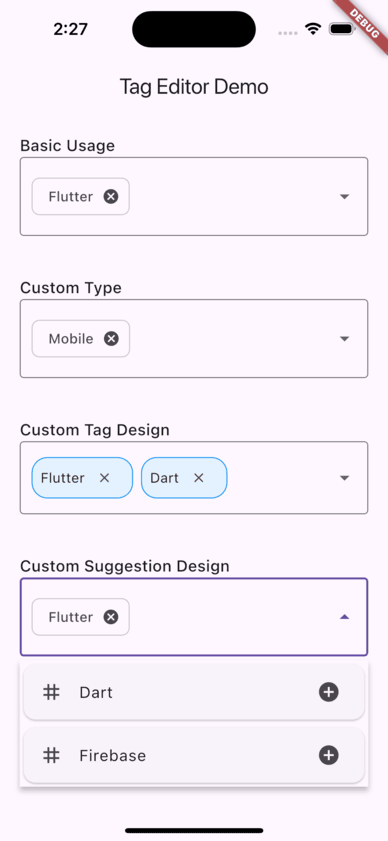 2:27
DEBUG
Tag Editor Demo
Basic Usage
Flutter
Custom Type
Mobile
Custom Tag Design
Flutter Dart
Custom Suggestion Design
Flutter
Dart
Firebase